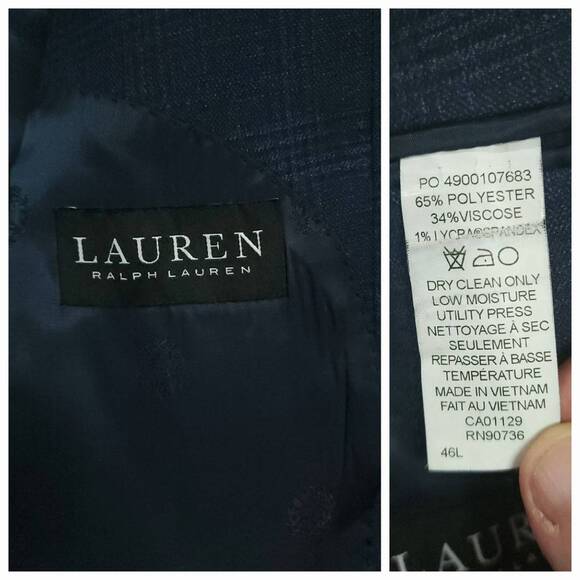 LAUREN
RALPH LAUREN
PO 4900107683
65% POLYESTER
34%VISCOSE
1% LYCRA®SPANDEX
DRY CLEAN ONLY
LOW MOISTURE
UTILITY PRESS
NETTOYAGE À SEC
SEULEMENT
REPASSER À BASSE
TEMPÉRATURE
MADE IN VIETNAM
FAIT AU VIETNAM
CA01129
RN90736
46L
LAUR